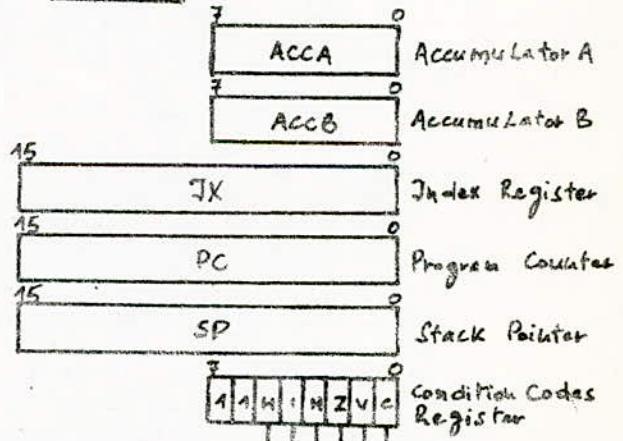 7 0
ACCA Accumulator A
7 0
ACCB Accumulator B
15 0
IX Index Register
15 0
PC Program Counter
15 0
SP Stack Pointer
7 0
1 1 H I N Z V C Condition Codes
Register